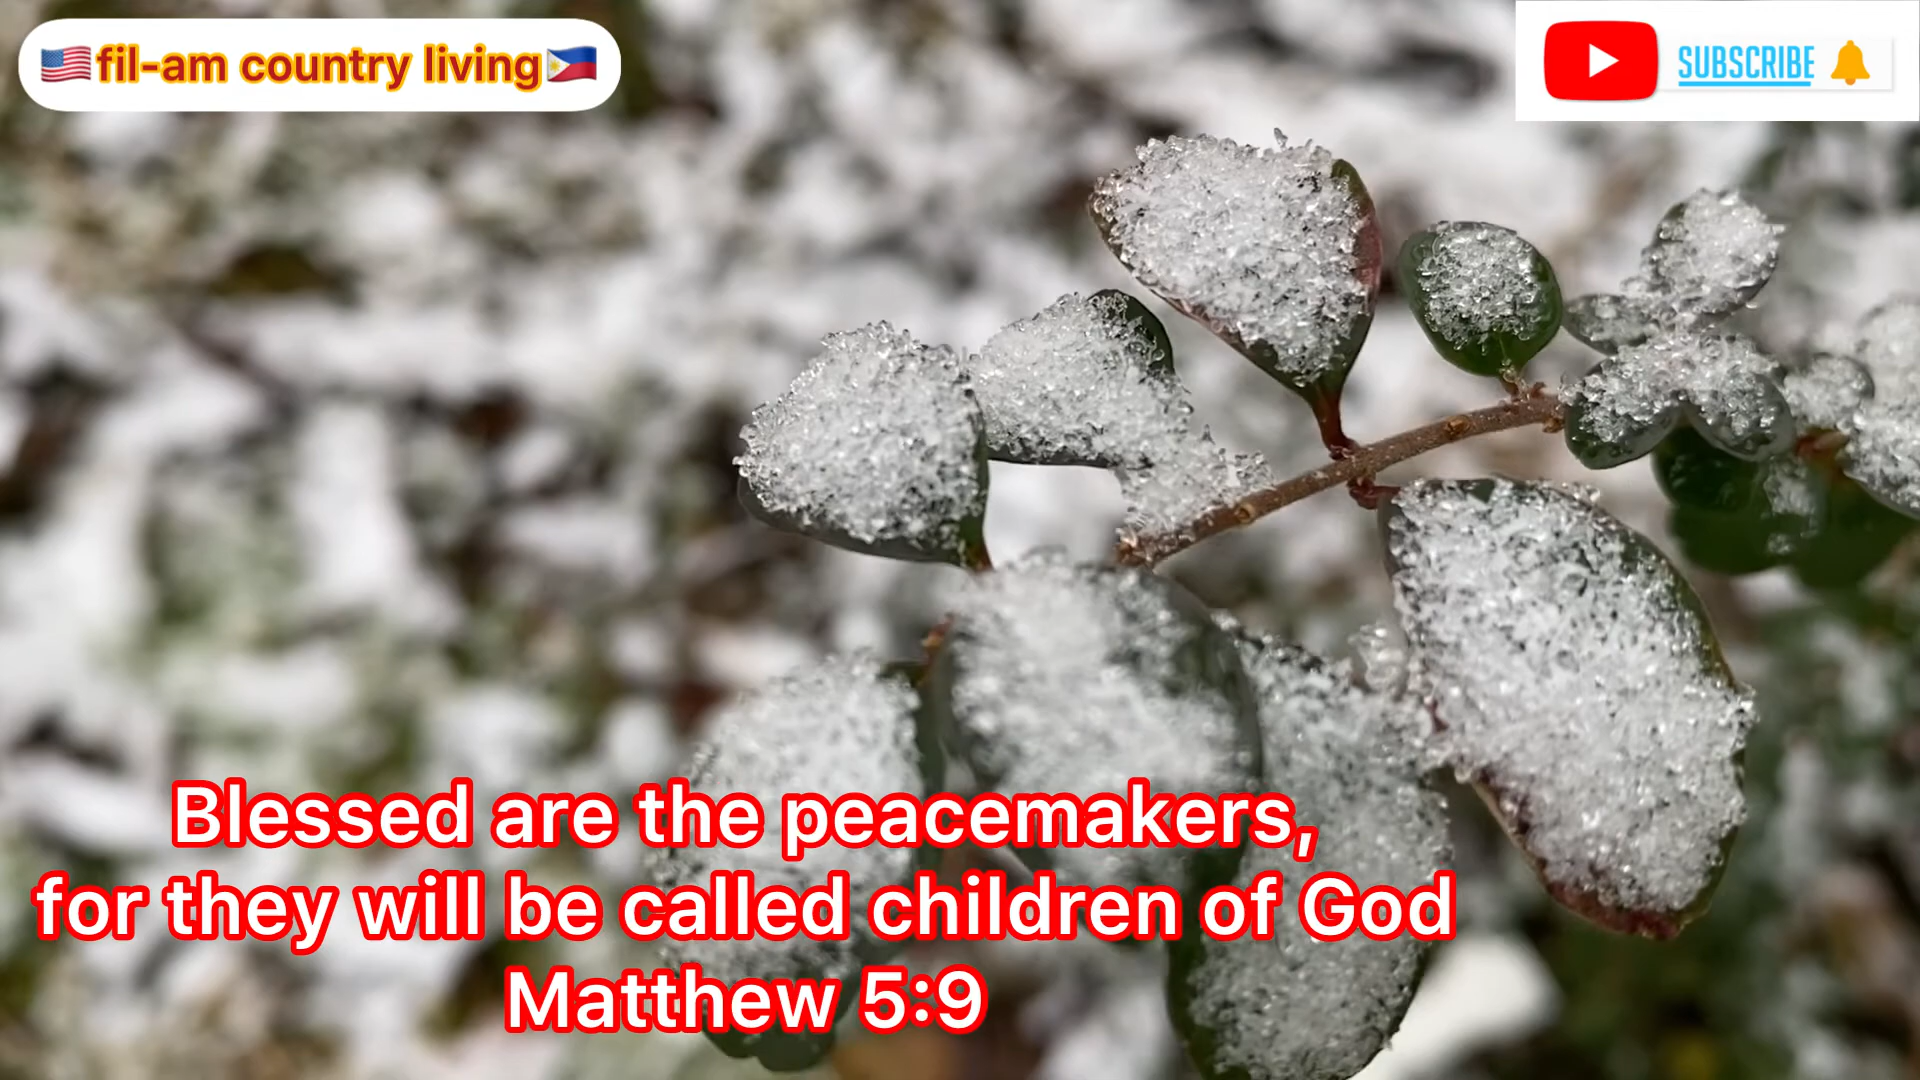 🇺🇸fil-am country living🇵🇭
SUBSCRIBE
Blessed are the peacemakers,
for they will be called children of God
Matthew 5:9